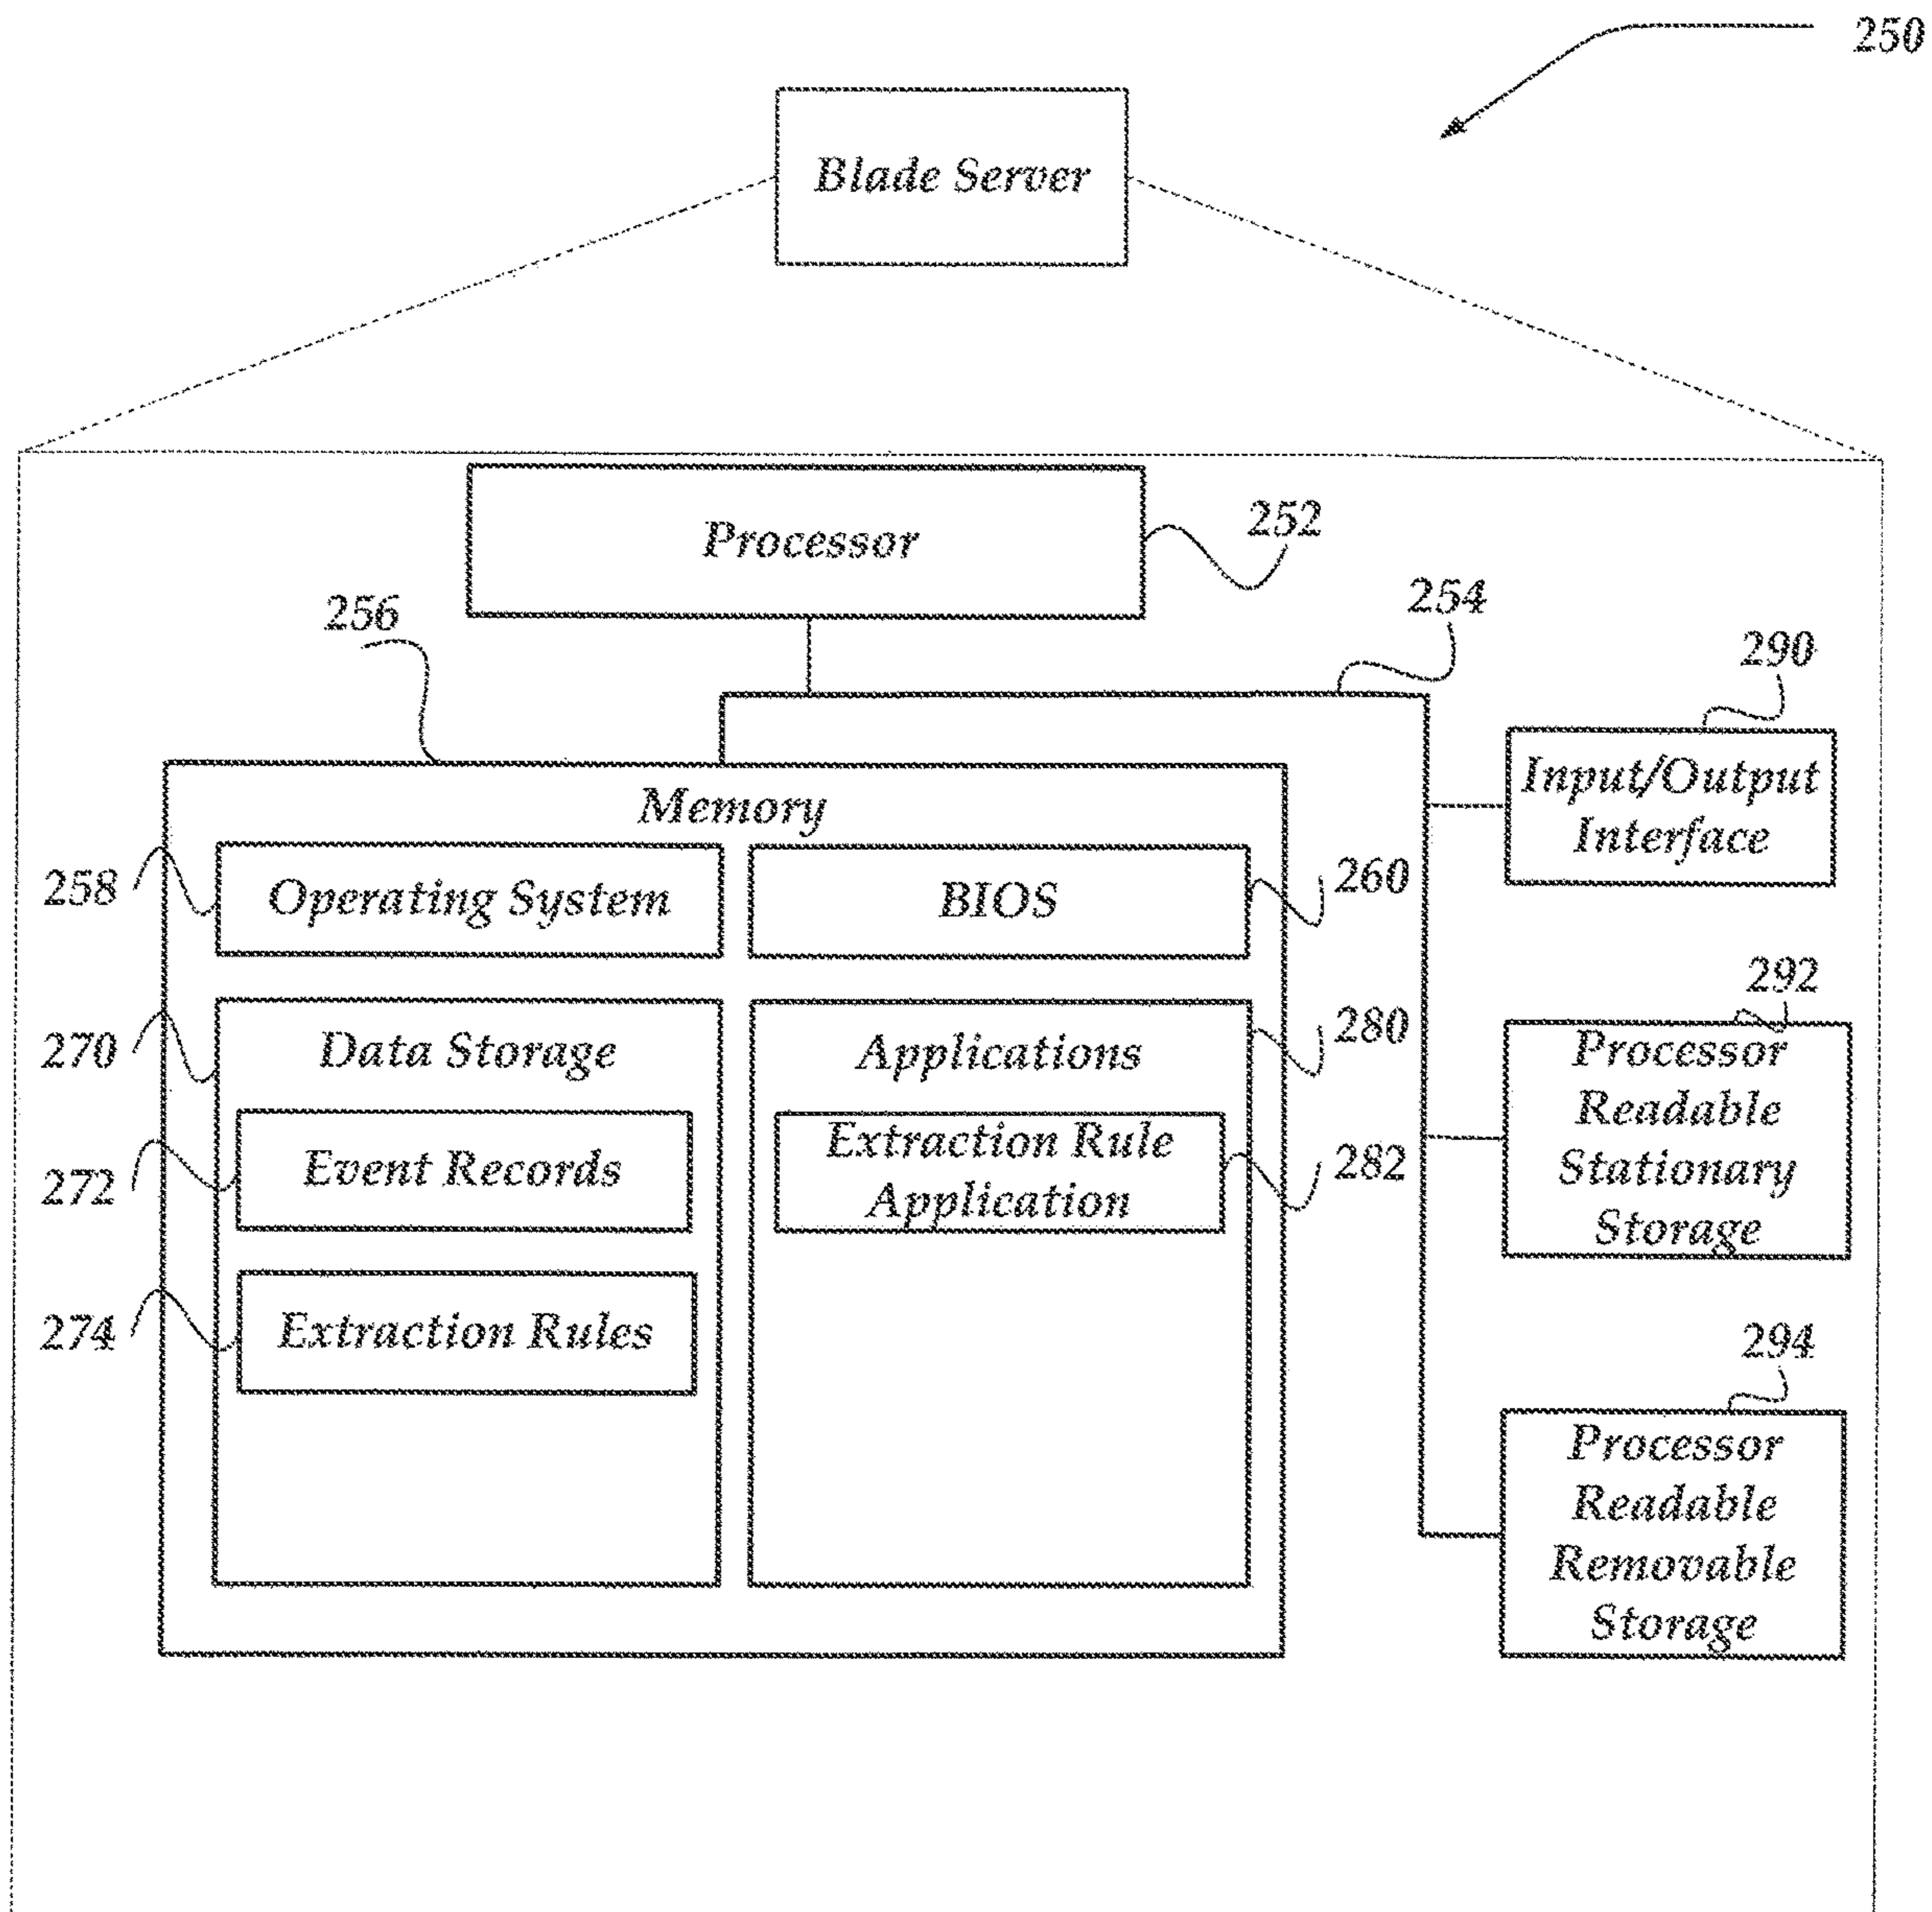 250
Blade Server
Processor
252
256
254
290
Memory
Input/Output
Interface
258
Operating System
BIOS
260
292
270
Data Storage
Applications
280
Processor
Readable
Stationary
Storage
272
Event Records
Extraction Rule
Application
282
274
Extraction Rules
294
Processor
Readable
Removable
Storage